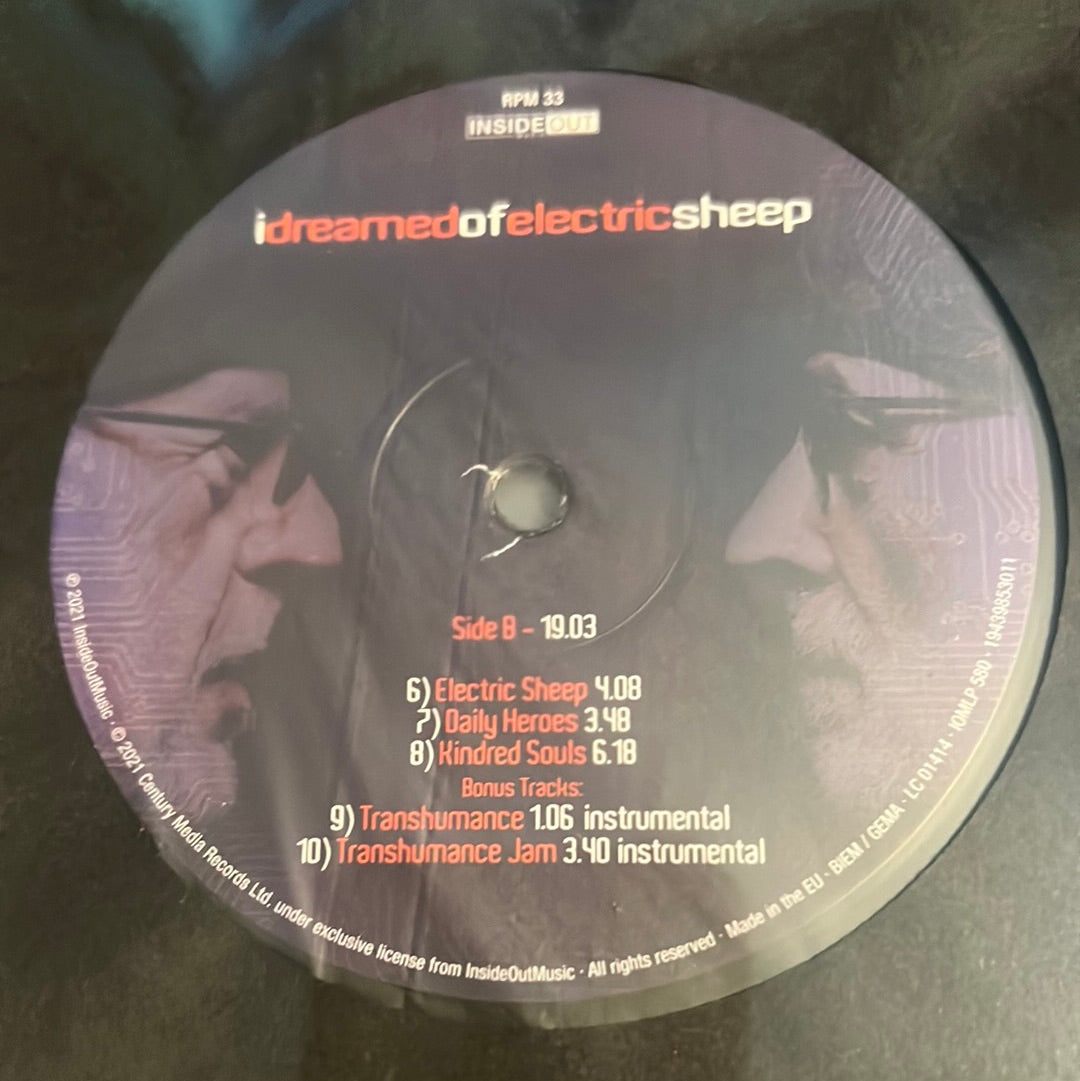 RPM 33
INSIDEOUT
idreamedofelectricsheep
Side B - 19.03
6) Electric Sheep 4.08
7) Daily Heroes 3.48
8) Kindred Souls 6.18
Bonus Tracks:
9) Transhumance 1.06 instrumental
10) Transhumance Jam 3.40 instrumental
℗ 2021 InsideOutMusic · © 2021 Century Media Records Ltd, under exclusive license from InsideOutMusic · All rights reserved · Made in the EU · BIEM / GEMA · LC 01414 · IOMLP 580 · 19439853011